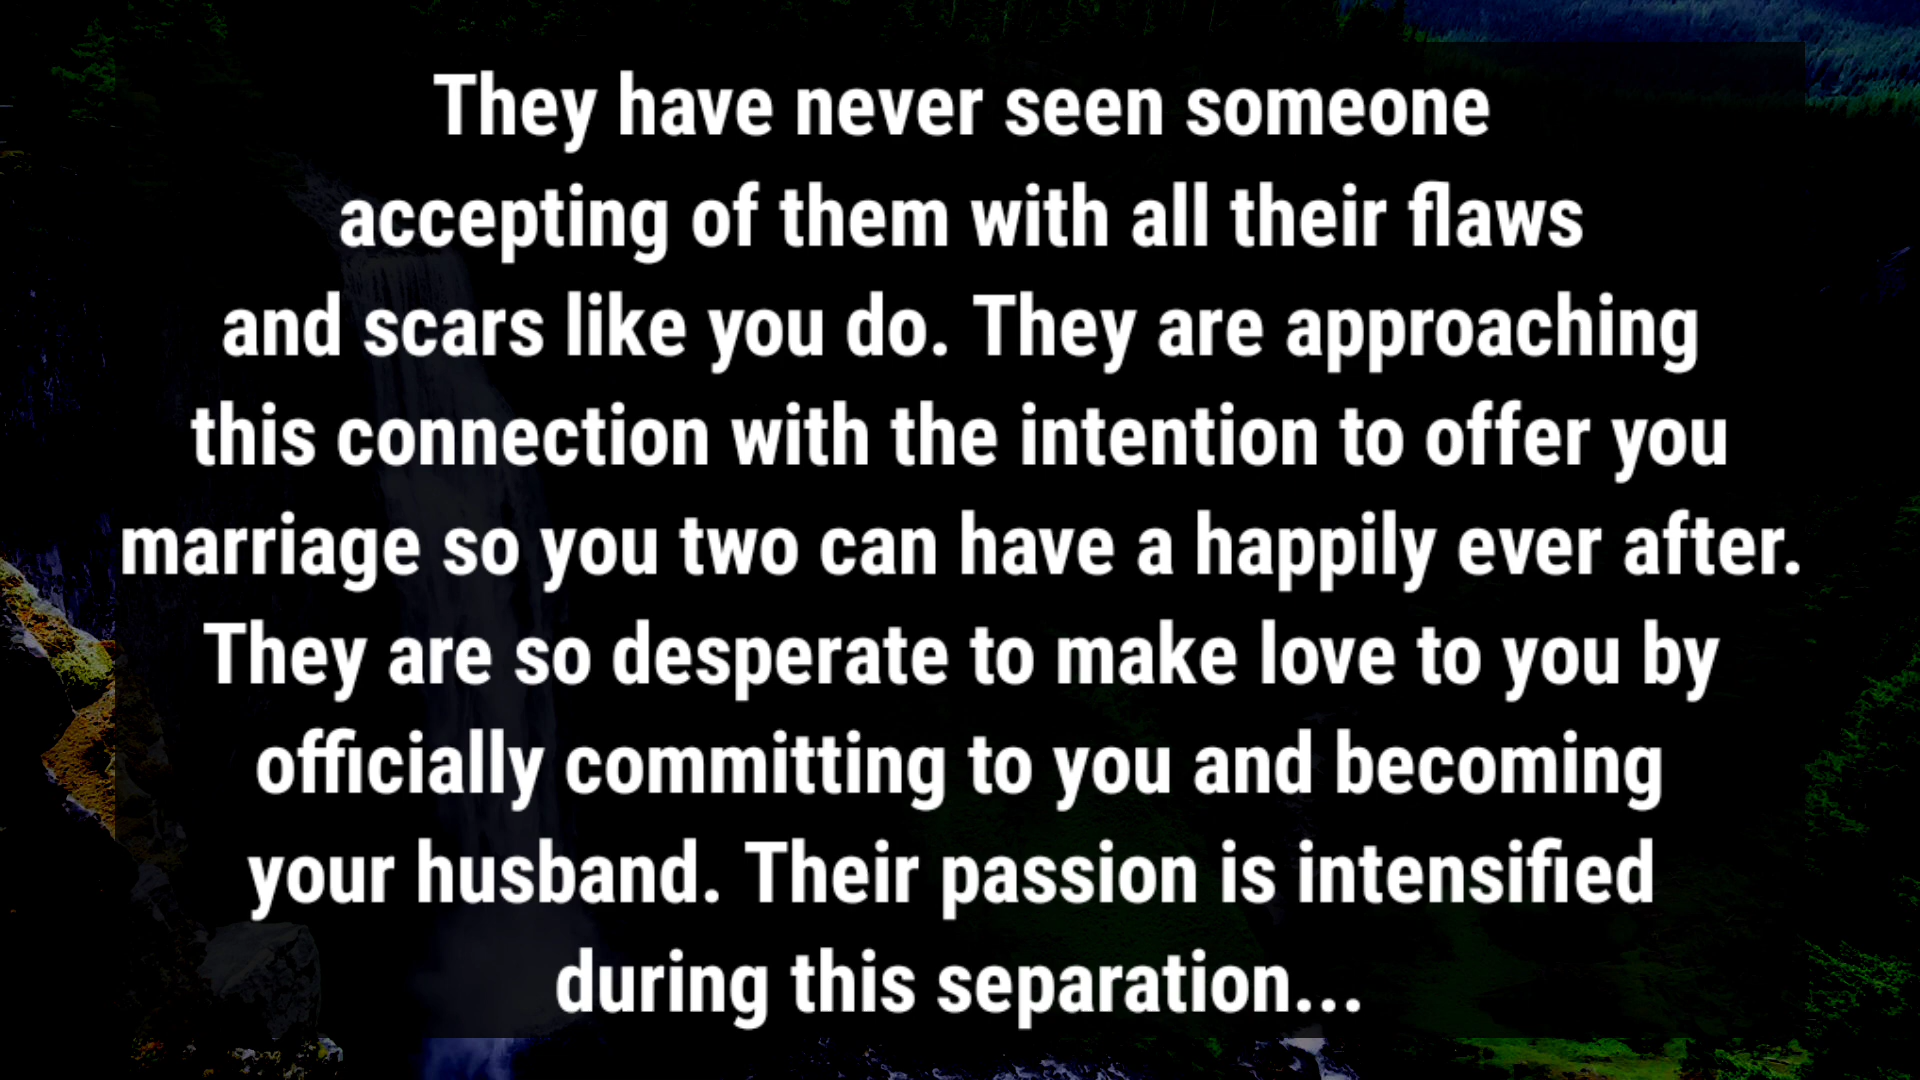 They have never seen someone
accepting of them with all their flaws
and scars like you do. They are approaching
this connection with the intention to offer you
marriage so you two can have a happily ever after.
They are so desperate to make love to you by
officially committing to you and becoming
your husband. Their passion is intensified
during this separation...